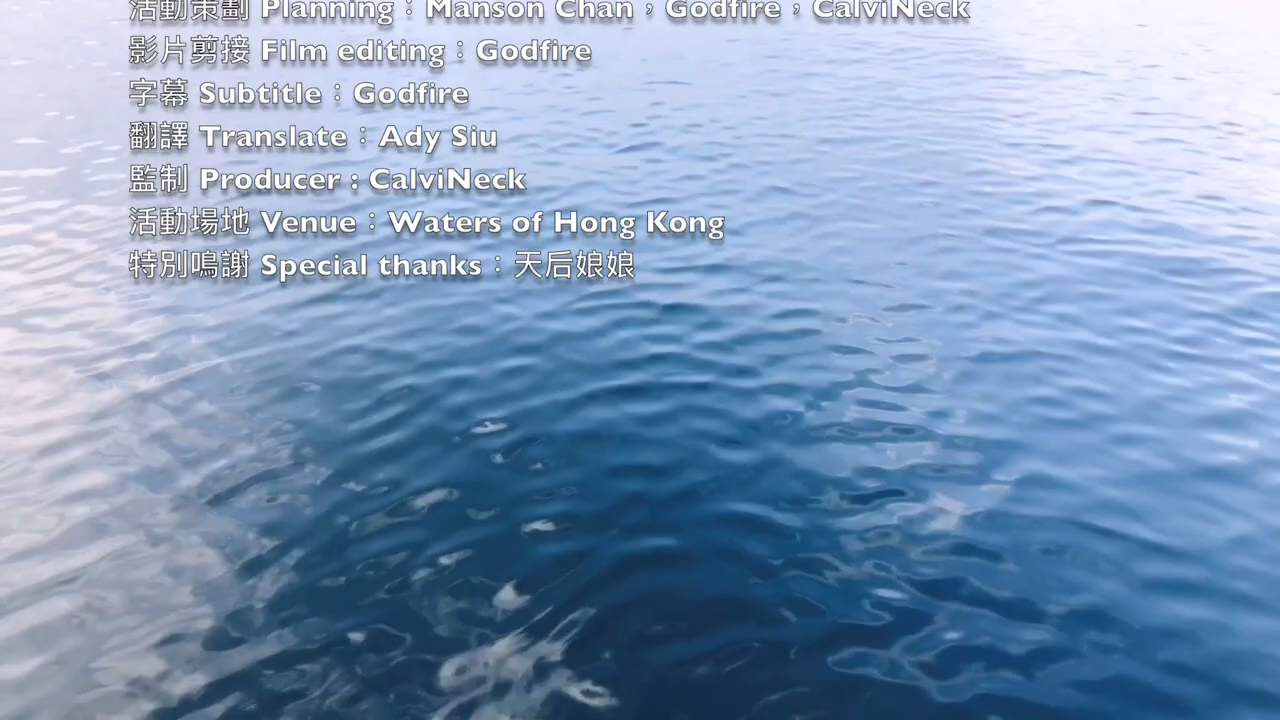 活動策劃 Planning：Manson Chan，Godfire，CalviNeck
影片剪接 Film editing：Godfire
字幕 Subtitle：Godfire
翻譯 Translate：Ady Siu
監制 Producer : CalviNeck
活動場地 Venue：Waters of Hong Kong
特別鳴謝 Special thanks：天后娘娘